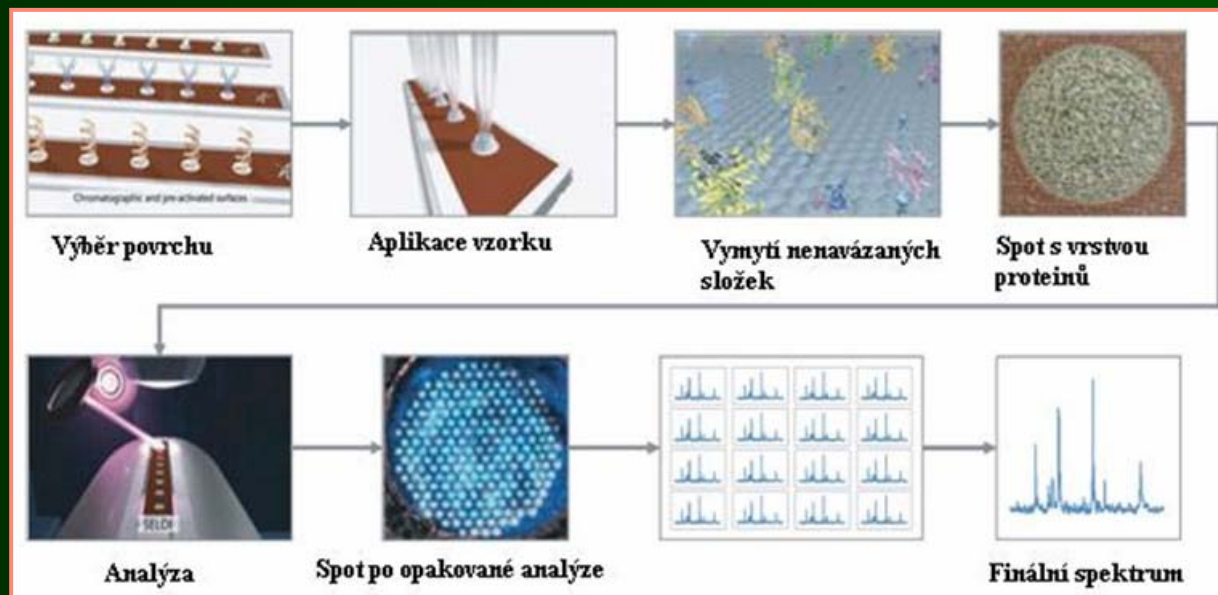 Chromatographic and pre-activated surfaces
Výběr povrchu
Aplikace vzorku
Vymytí nenavázaných
složek
Spot s vrstvou
proteinů
SELDI
Analýza
Spot po opakované analýze
Finální spektrum